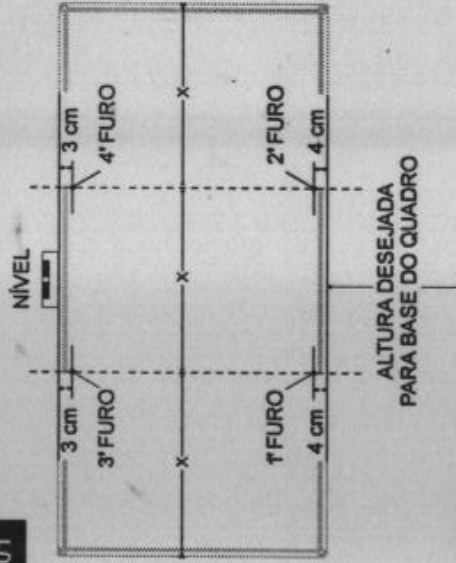 01
NÍVEL
3 cm
3 cm
3º FURO
4º FURO
X
X
X
1º FURO
2º FURO
4 cm
4 cm
ALTURA DESEJADA
PARA BASE DO QUADRO